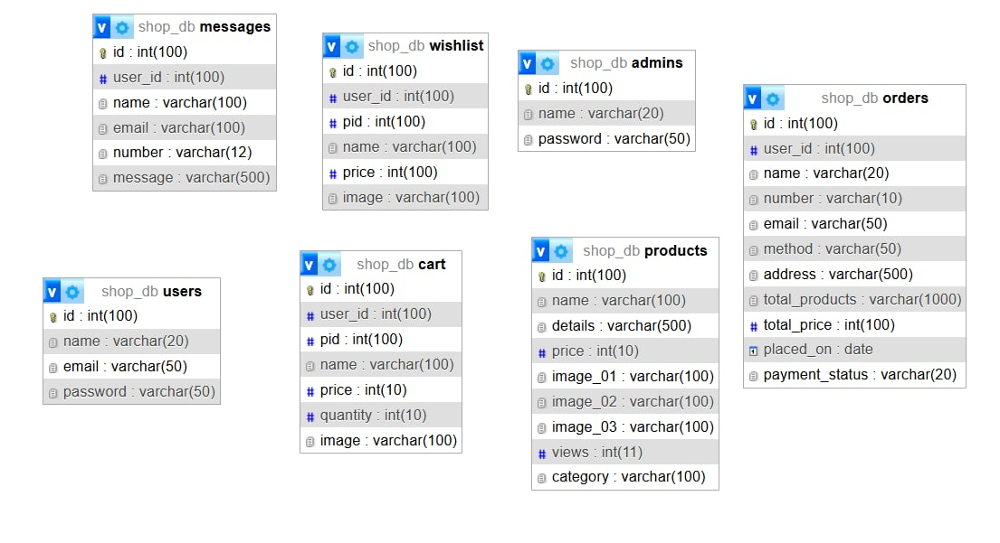 shop_db messages
id : int(100)
user_id : int(100)
name : varchar(100)
email : varchar(100)
number : varchar(12)
message : varchar(500)
shop_db wishlist
id : int(100)
user_id : int(100)
pid : int(100)
name : varchar(100)
price : int(100)
image : varchar(100)
shop_db admins
id : int(100)
name : varchar(20)
password : varchar(50)
shop_db orders
id : int(100)
user_id : int(100)
name : varchar(20)
number : varchar(10)
email : varchar(50)
method : varchar(50)
address : varchar(500)
total_products : varchar(1000)
total_price : int(100)
placed_on : date
payment_status : varchar(20)
shop_db users
id : int(100)
name : varchar(20)
email : varchar(50)
password : varchar(50)
shop_db cart
id : int(100)
user_id : int(100)
pid : int(100)
name : varchar(100)
price : int(10)
quantity : int(10)
image : varchar(100)
shop_db products
id : int(100)
name : varchar(100)
details : varchar(500)
price : int(10)
image_01 : varchar(100)
image_02 : varchar(100)
image_03 : varchar(100)
views : int(11)
category : varchar(100)